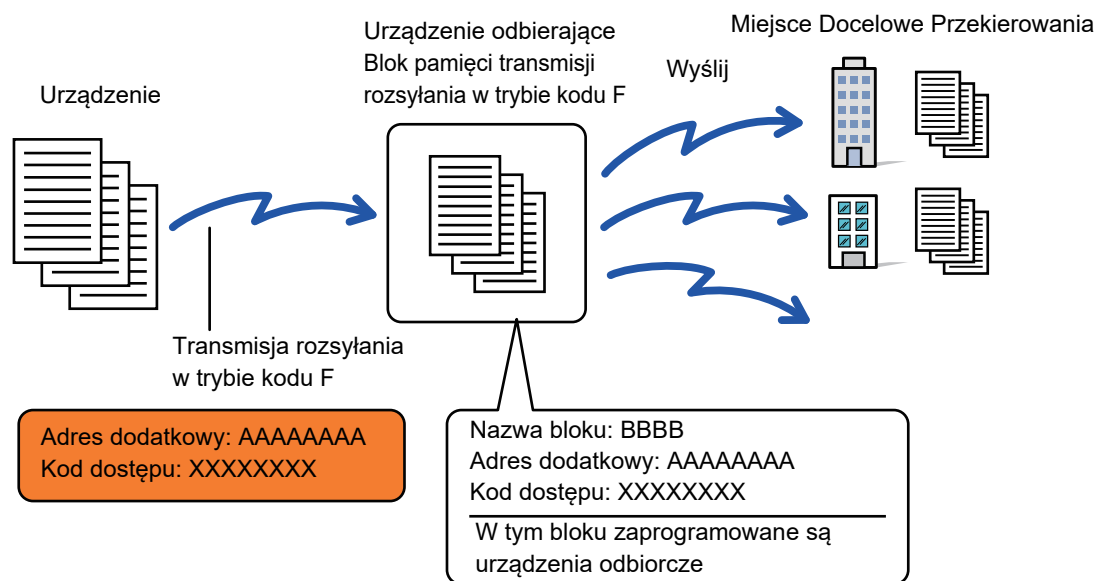 Urządzenie
Urządzenie odbierające
Blok pamięci transmisji
rozsyłania w trybie kodu F
Wyślij
Miejsce Docelowe Przekierowania
Transmisja rozsyłania
w trybie kodu F
Adres dodatkowy: AAAAAAAA
Kod dostępu: XXXXXXXX
Nazwa bloku: BBBB
Adres dodatkowy: AAAAAAAA
Kod dostępu: XXXXXXXX
W tym bloku zaprogramowane są
urządzenia odbiorcze